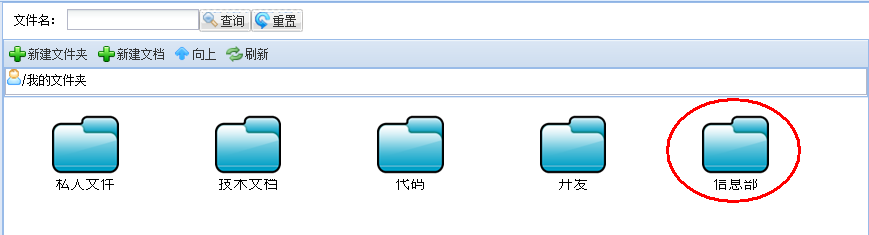 文件名： 查询 重置
新建文件夹 新建文档 向上 刷新
/我的文件夹
私人文件 技术文档 代码 开发 信息部